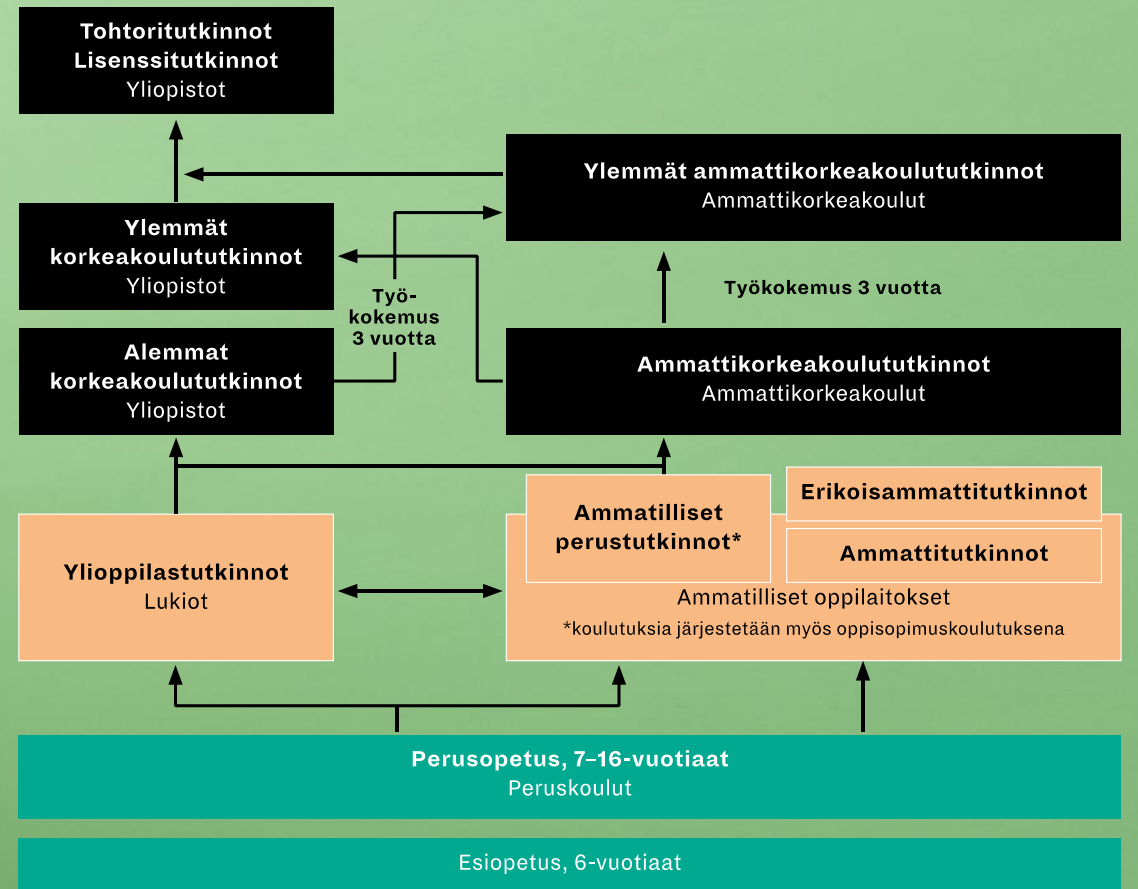 Tohtoritutkinnot
Lisenssitutkinnot
Yliopistot
Ylemmät ammattikorkeakoulututkinnot
Ammattikorkeakoulut
Ylemmät
korkeakoulututkinnot
Yliopistot
Työ-
kokemus
3 vuotta
Työkokemus 3 vuotta
Alemmat
korkeakoulututkinnot
Yliopistot
Ammattikorkeakoulututkinnot
Ammattikorkeakoulut
Ylioppilastutkinnot
Lukiot
Ammatilliset
perustutkinnot*
Erikoisammattitutkinnot
Ammattitutkinnot
Ammatilliset oppilaitokset
*koulutuksia järjestetään myös oppisopimuskoulutuksena
Perusopetus, 7–16-vuotiaat
Peruskoulut
Esiopetus, 6-vuotiaat